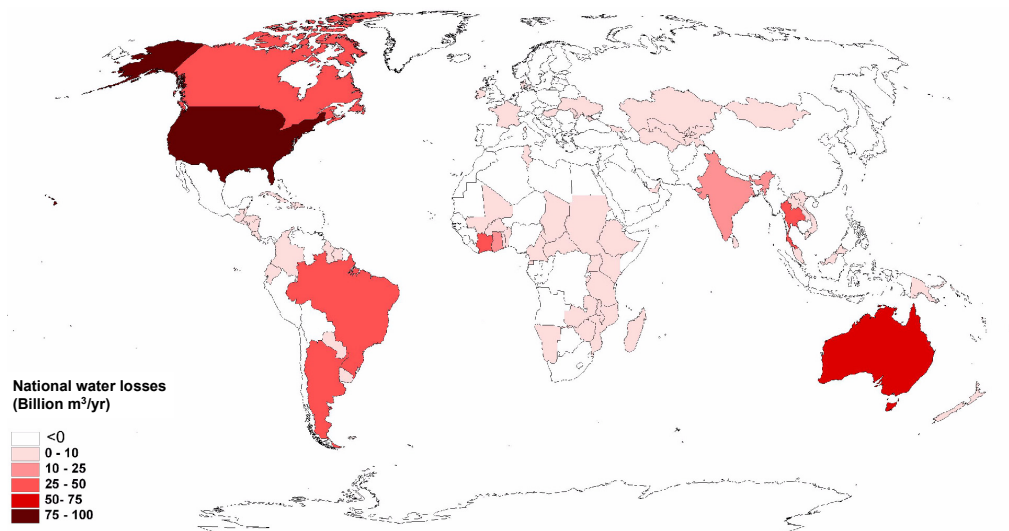 National water losses
(Billion m³/yr)
<0
0 - 10
10 - 25
25 - 50
50- 75
75 - 100